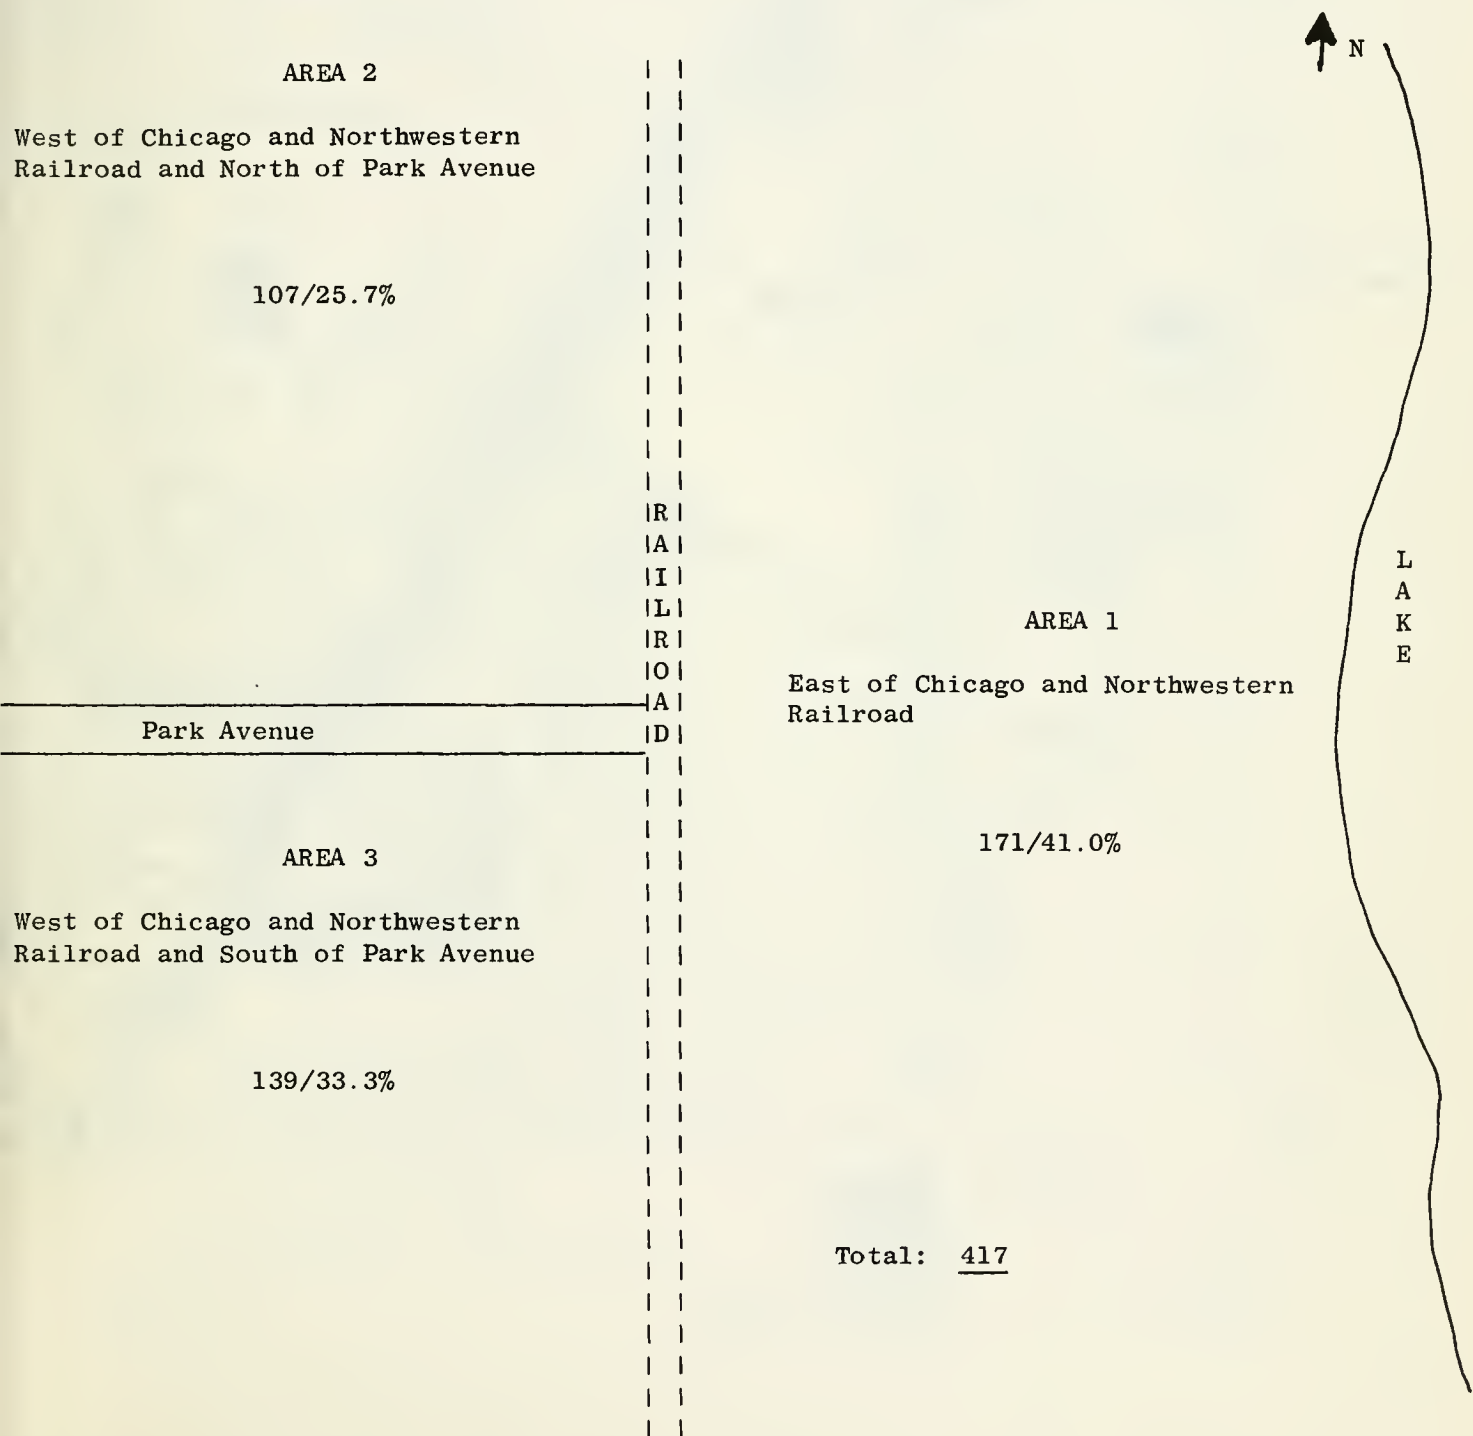 N
AREA 2
West of Chicago and Northwestern
Railroad and North of Park Avenue
107/25.7%
RAILROAD
Park Avenue
AREA 3
West of Chicago and Northwestern
Railroad and South of Park Avenue
139/33.3%
AREA 1
East of Chicago and Northwestern
Railroad
171/41.0%
Total: 417
LAKE